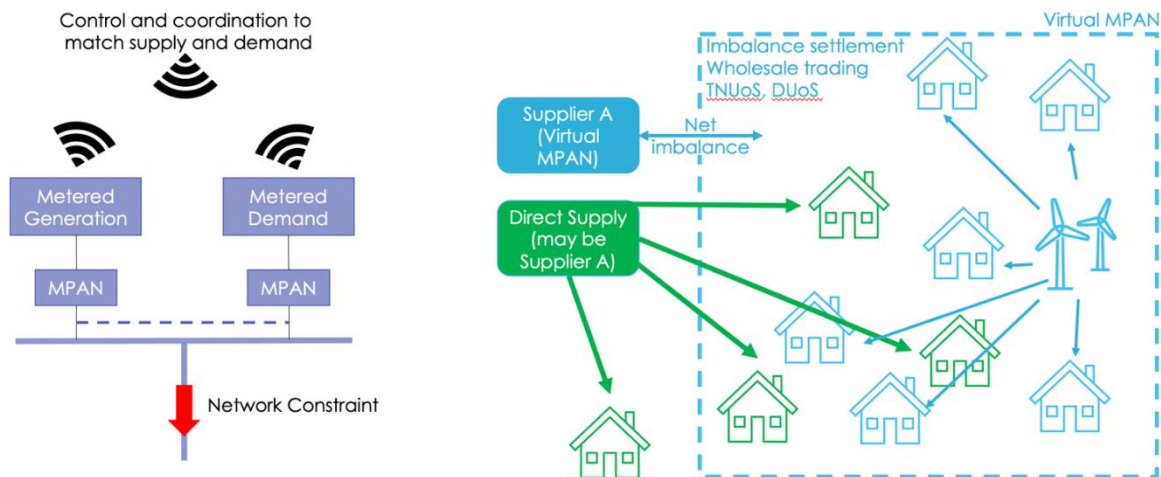 Control and coordination to
match supply and demand
Metered
Generation
Metered
Demand
MPAN
MPAN
Network Constraint
Virtual MPAN
Imbalance settlement
Wholesale trading
TNUoS, DUoS
Supplier A
(Virtual
MPAN)
Net
imbalance
Direct Supply
(may be
Supplier A)